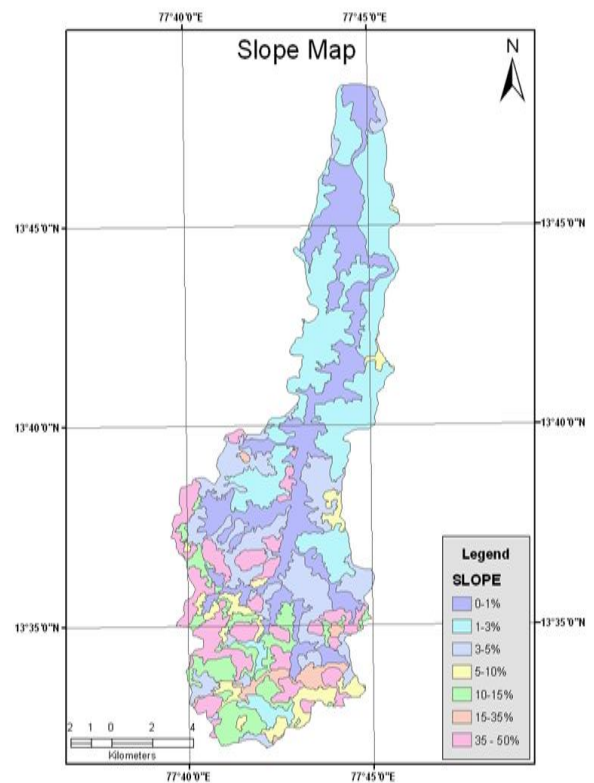 77°40'0"E 77°45'0"E
Slope Map
N
13°45'0"N 13°45'0"N
13°40'0"N 13°40'0"N
Legend
SLOPE
0-1%
1-3%
3-5%
5-10%
10-15%
15-35%
35 - 50%
13°35'0"N 13°35'0"N
2 1 0 2 4
Kilometers
77°40'0"E 77°45'0"E